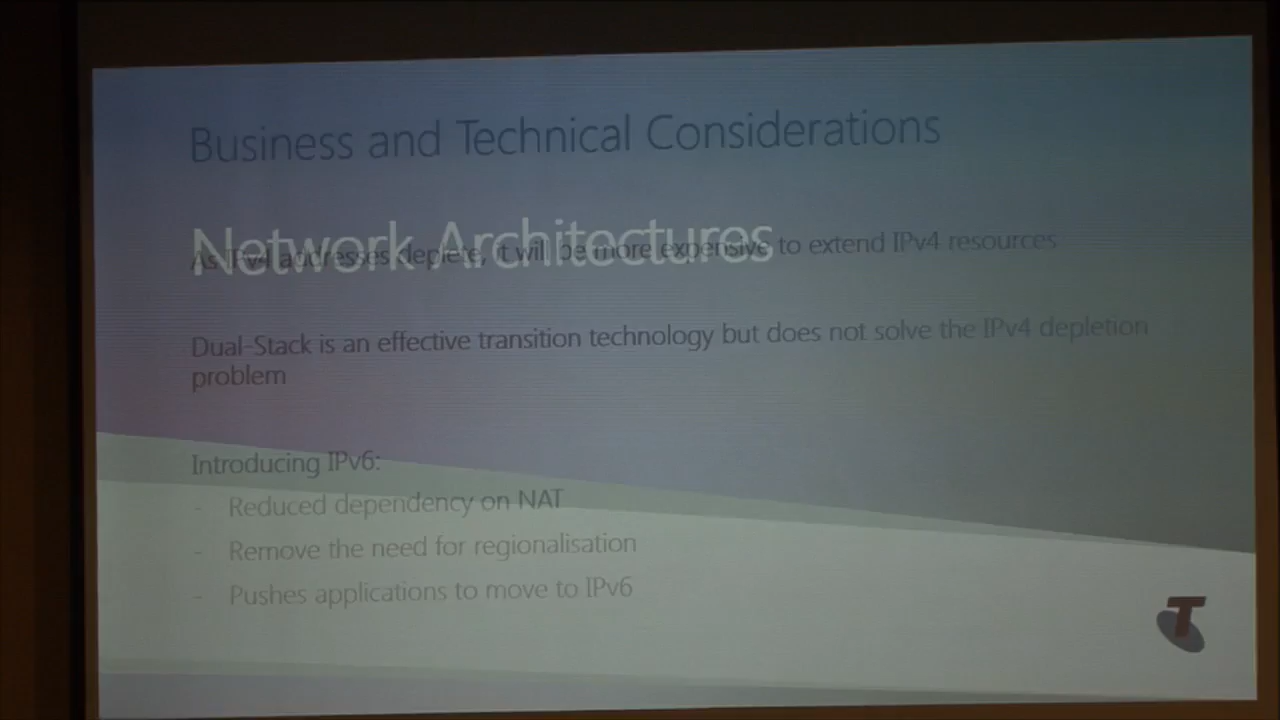 Business and Technical Considerations
Network Architectures
As IPv4 addresses deplete, it will be more expensive to extend IPv4 resources
Dual-Stack is an effective transition technology but does not solve the IPv4 depletion
problem
Introducing IPv6:
- Reduced dependency on NAT
- Remove the need for regionalisation
- Pushes applications to move to IPv6
T